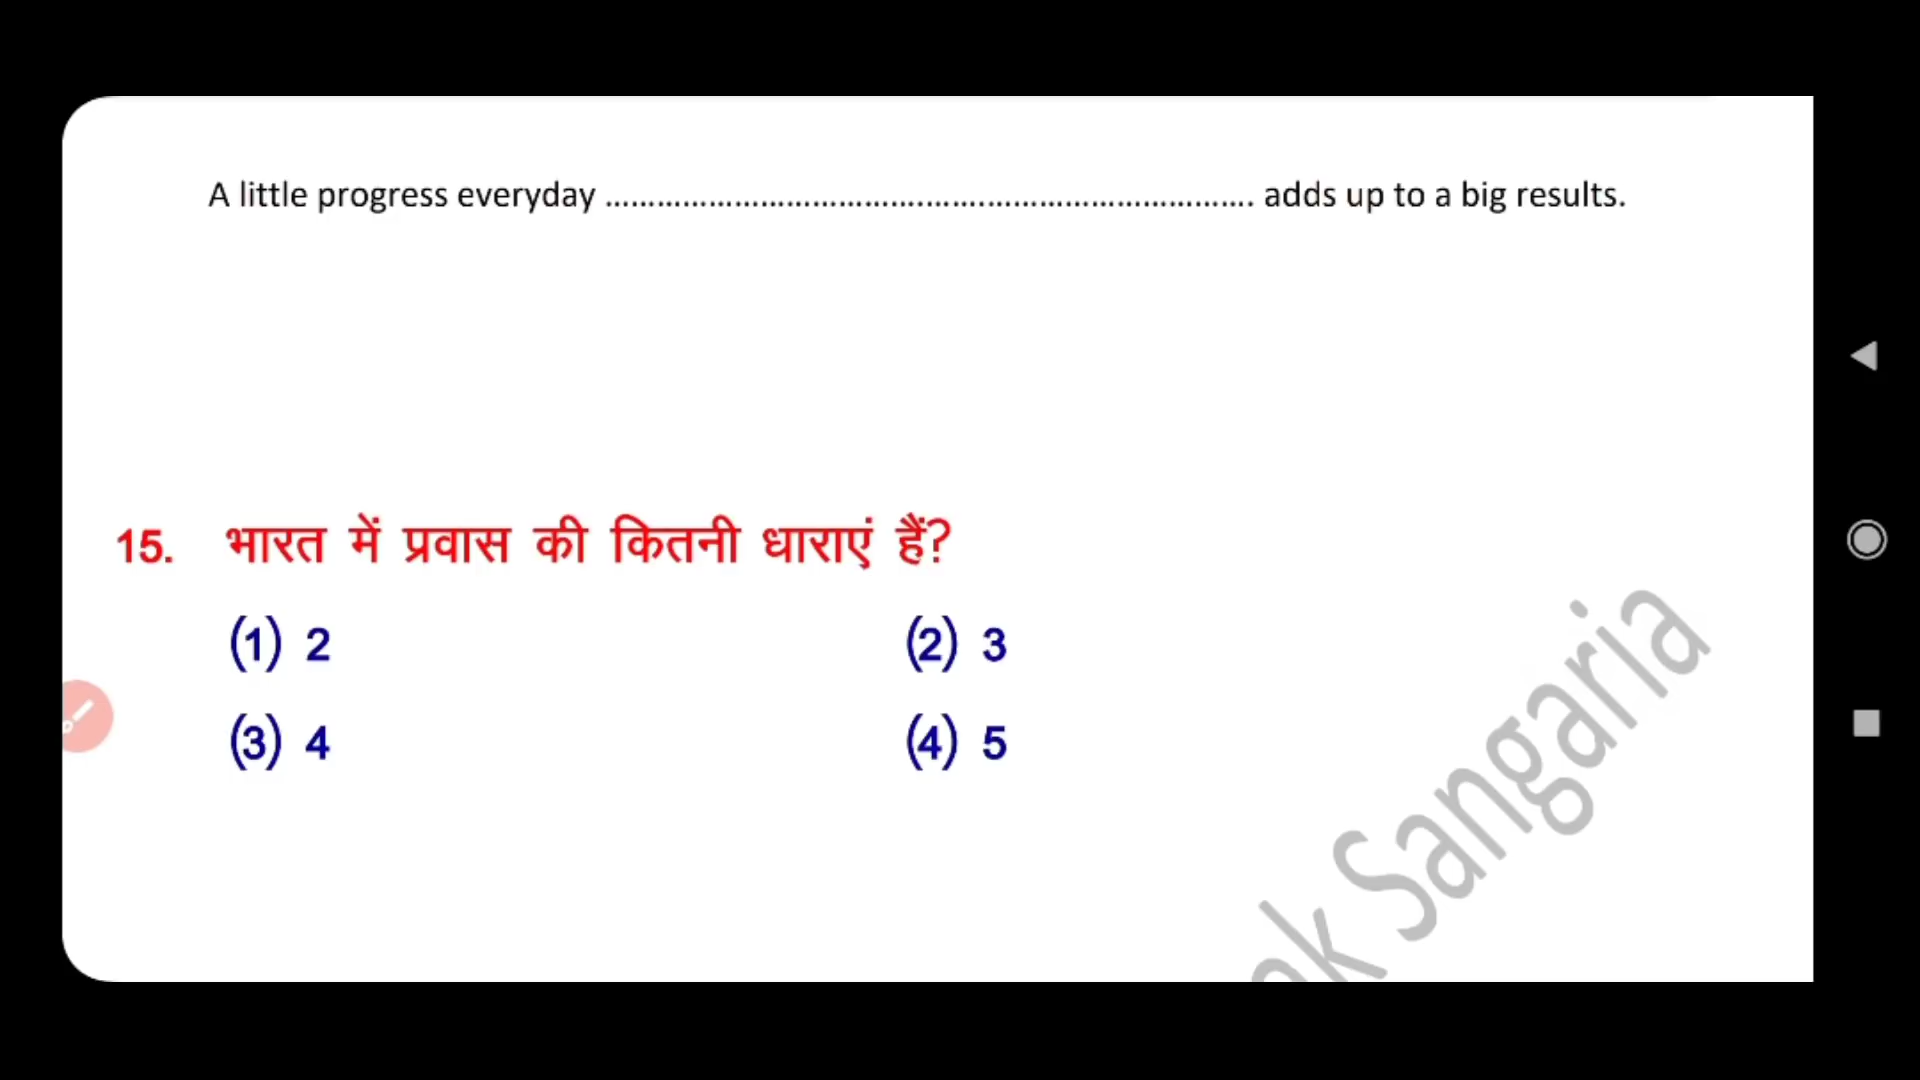 A little progress everyday ……………………………………………………………… adds up to a big results.
15. भारत में प्रवास की कितनी धाराएं हैं?
(1) 2 (2) 3
(3) 4 (4) 5
Sangaria